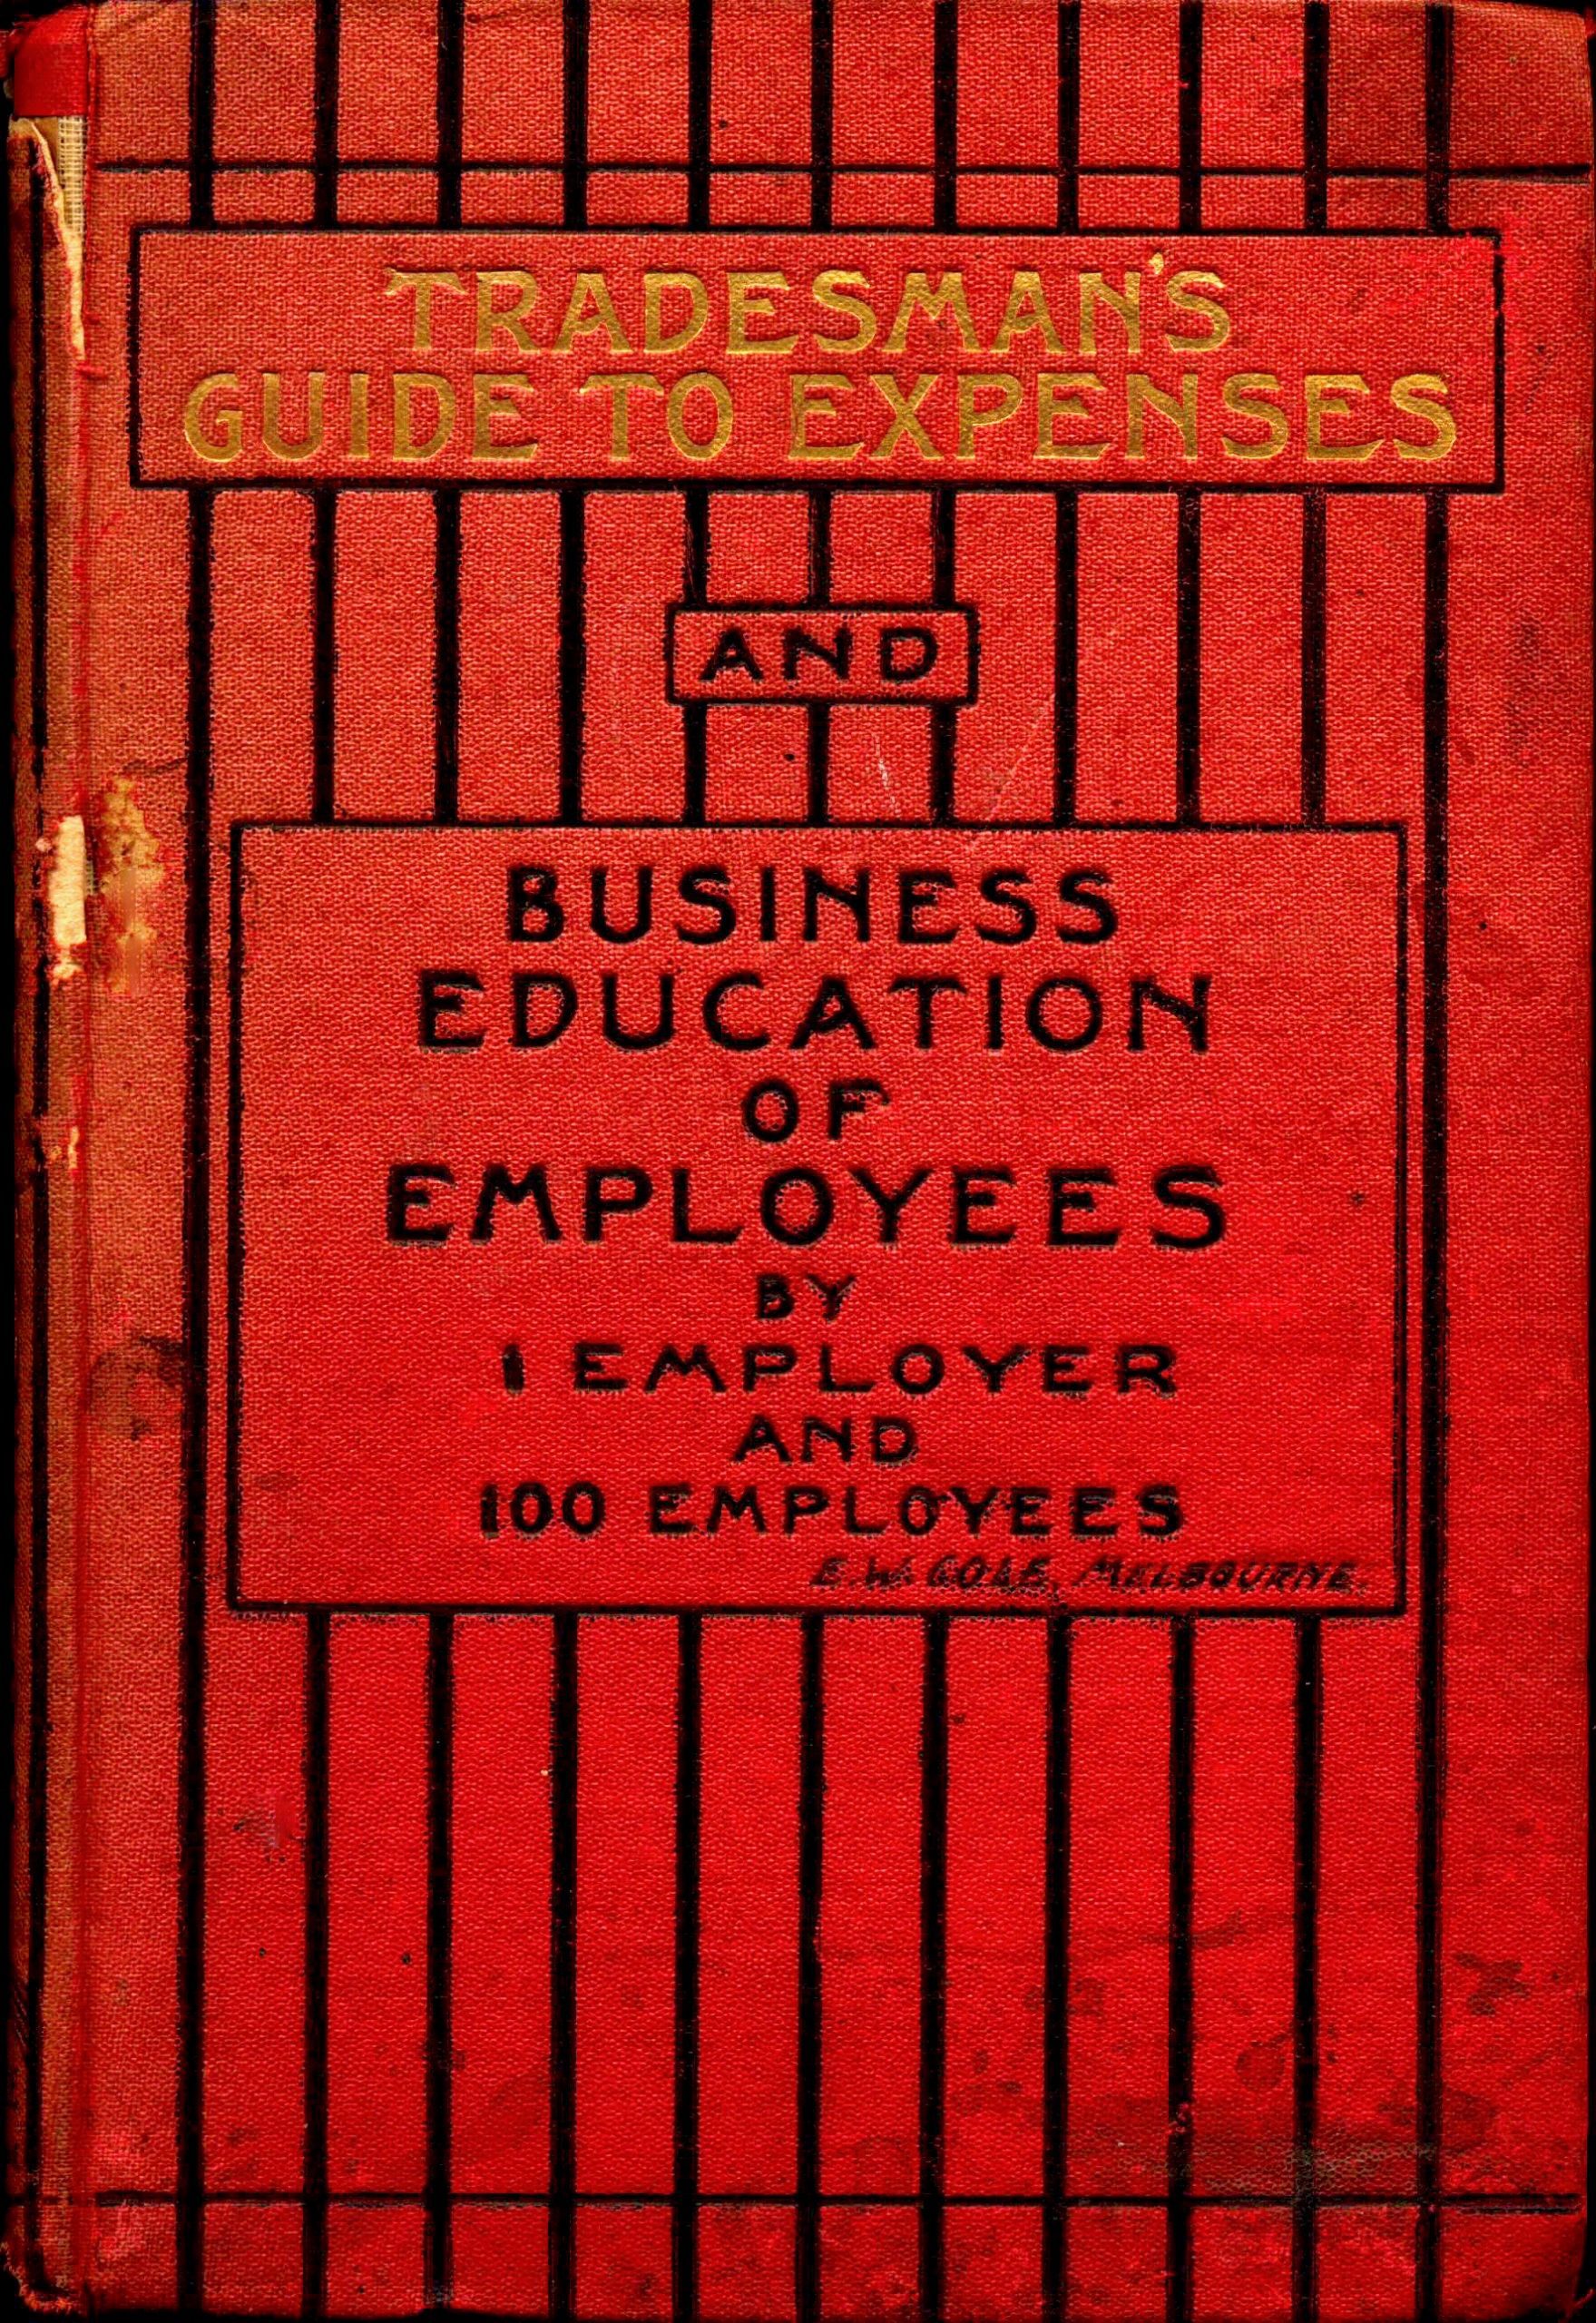 TRADESMAN'S
GUIDE TO EXPENSES
AND
BUSINESS
EDUCATION
OF
EMPLOYEES
BY
1 EMPLOYER
AND
100 EMPLOYEES
E. W. COLE, MELBOURNE.